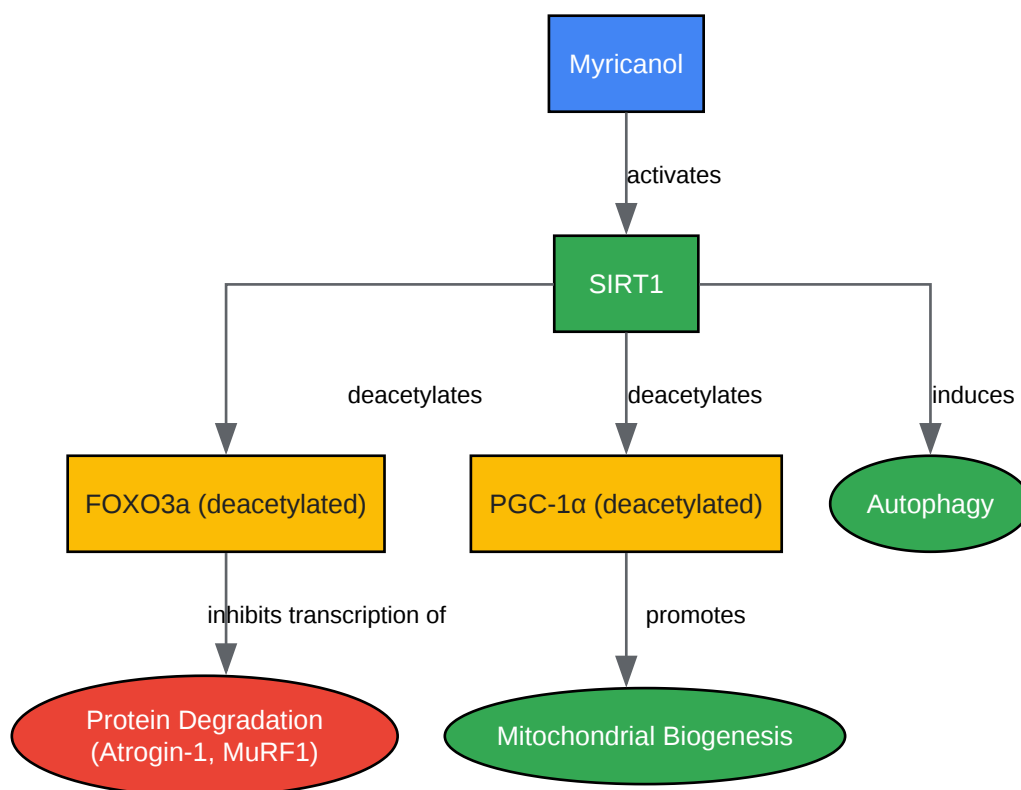 Myricanol
activates
SIRT1
deacetylates
deacetylates
induces
FOXO3a (deacetylated)
PGC-1α (deacetylated)
Autophagy
inhibits transcription of
promotes
Protein Degradation
(Atrogin-1, MuRF1)
Mitochondrial Biogenesis